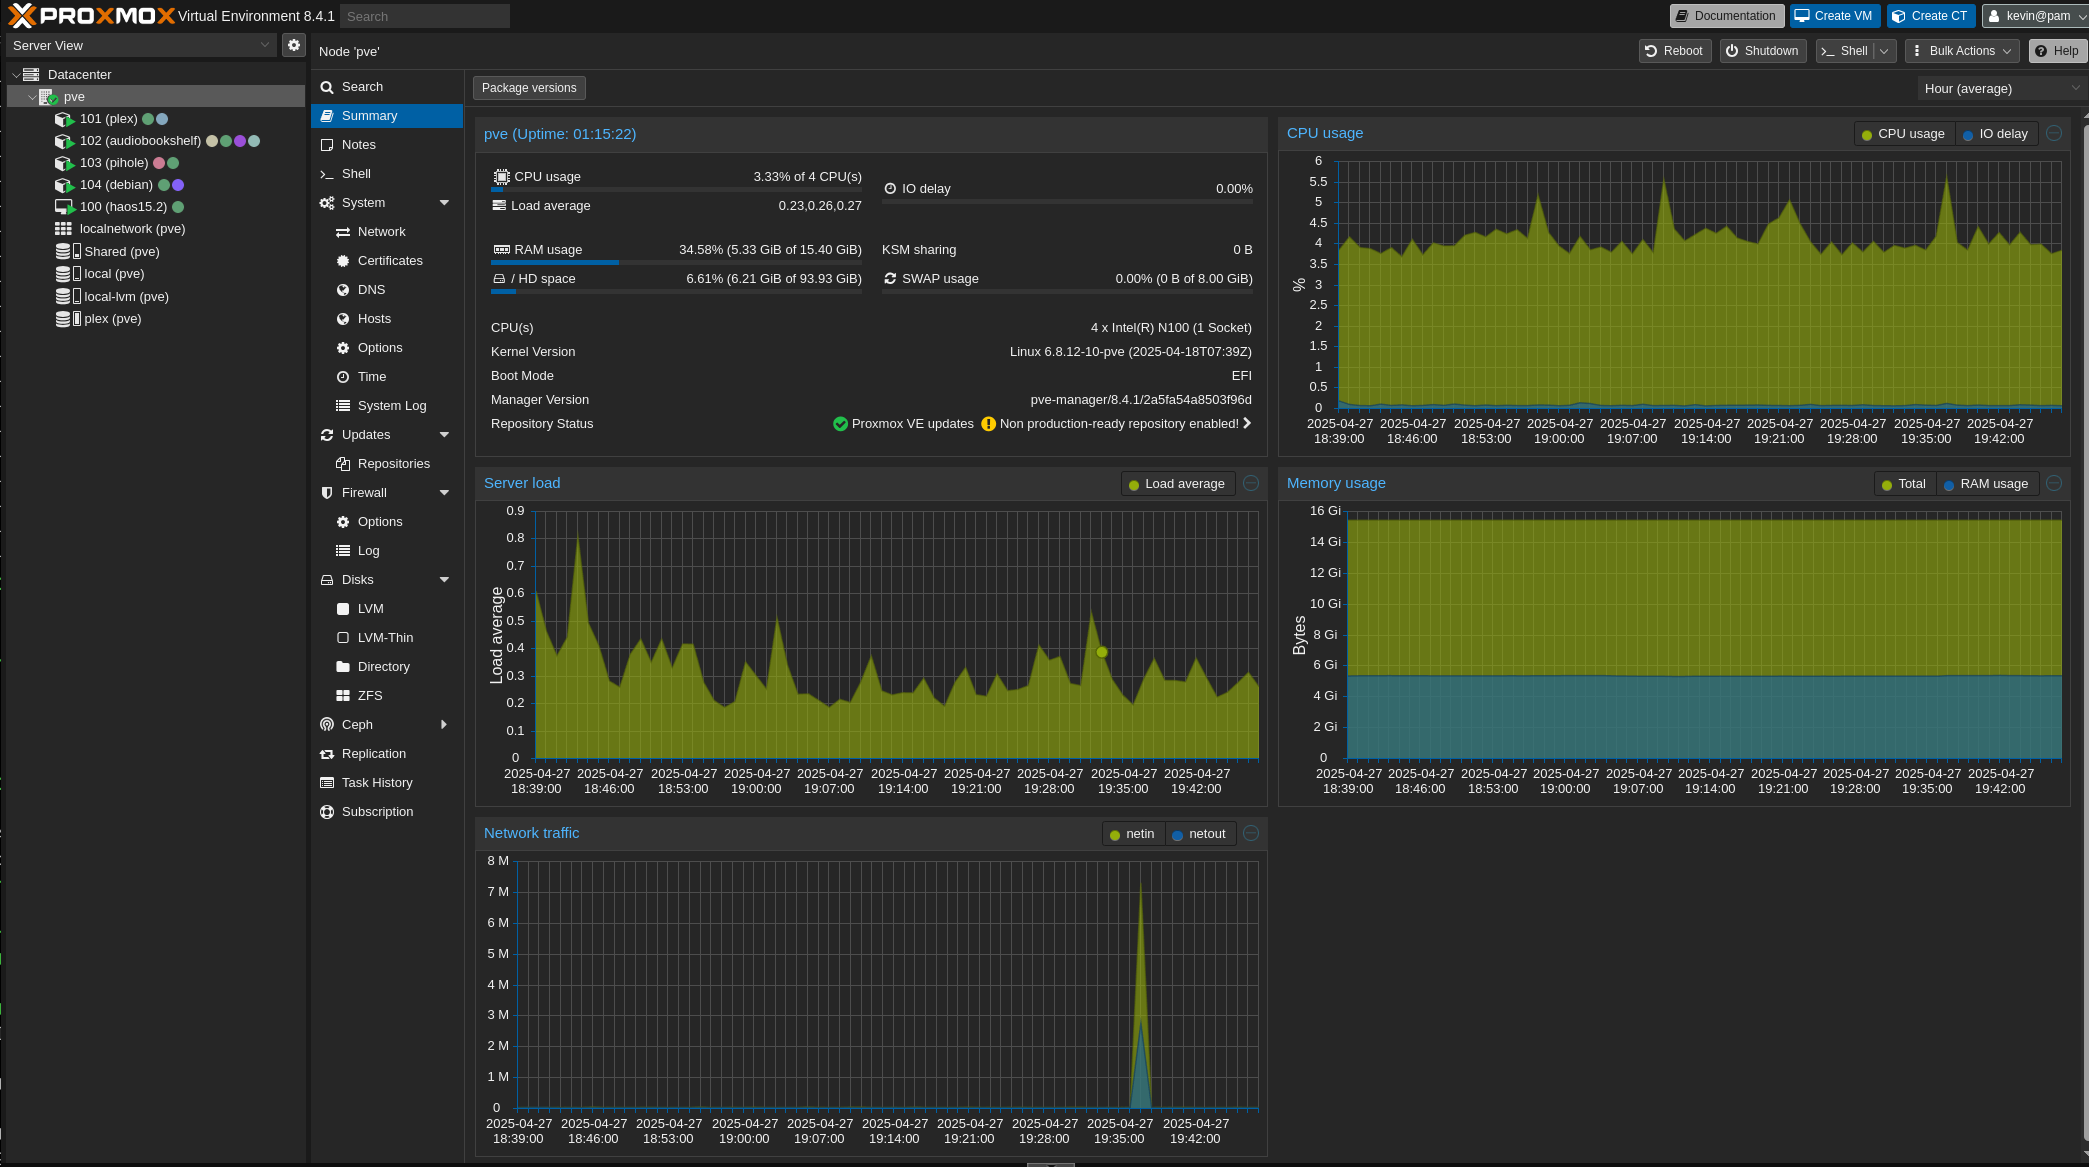 PROXMOX Virtual Environment 8.4.1 Search
Documentation Create VM Create CT kevin@pam
Server View
Datacenter
pve
101 (plex)
102 (audiobookshelf)
103 (pihole)
104 (debian)
100 (haos15.2)
localnetwork (pve)
Shared (pve)
local (pve)
local-lvm (pve)
plex (pve)
Node 'pve'
Reboot Shutdown Shell Bulk Actions Help
Search
Summary
Notes
Shell
System
Network
Certificates
DNS
Hosts
Options
Time
System Log
Updates
Repositories
Firewall
Options
Log
Disks
LVM
LVM-Thin
Directory
ZFS
Ceph
Replication
Task History
Subscription
Package versions
Hour (average)
pve (Uptime: 01:15:22)
CPU usage 3.33% of 4 CPU(s)
IO delay 0.00%
Load average 0.23,0.26,0.27
RAM usage 34.58% (5.33 GiB of 15.40 GiB)
KSM sharing 0 B
/ HD space 6.61% (6.21 GiB of 93.93 GiB)
SWAP usage 0.00% (0 B of 8.00 GiB)
CPU(s) 4 x Intel(R) N100 (1 Socket)
Kernel Version Linux 6.8.12-10-pve (2025-04-18T07:39Z)
Boot Mode EFI
Manager Version pve-manager/8.4.1/2a5fa54a8503f96d
Repository Status Proxmox VE updates Non production-ready repository enabled!
CPU usage
CPU usage IO delay
6
5.5
5
4.5
4
3.5
3
2.5
2
1.5
1
0.5
0
%
2025-04-27 2025-04-27 2025-04-27 2025-04-27 2025-04-27 2025-04-27 2025-04-27 2025-04-27 2025-04-27 2025-04-27
18:39:00 18:46:00 18:53:00 19:00:00 19:07:00 19:14:00 19:21:00 19:28:00 19:35:00 19:42:00
Server load
Load average
0.9
0.8
0.7
0.6
0.5
0.4
0.3
0.2
0.1
0
Load average
2025-04-27 2025-04-27 2025-04-27 2025-04-27 2025-04-27 2025-04-27 2025-04-27 2025-04-27 2025-04-27 2025-04-27
18:39:00 18:46:00 18:53:00 19:00:00 19:07:00 19:14:00 19:21:00 19:28:00 19:35:00 19:42:00
Memory usage
Total RAM usage
16 Gi
14 Gi
12 Gi
10 Gi
8 Gi
6 Gi
4 Gi
2 Gi
0
Bytes
2025-04-27 2025-04-27 2025-04-27 2025-04-27 2025-04-27 2025-04-27 2025-04-27 2025-04-27 2025-04-27 2025-04-27
18:39:00 18:46:00 18:53:00 19:00:00 19:07:00 19:14:00 19:21:00 19:28:00 19:35:00 19:42:00
Network traffic
netin netout
8 M
7 M
6 M
5 M
4 M
3 M
2 M
1 M
0
2025-04-27 2025-04-27 2025-04-27 2025-04-27 2025-04-27 2025-04-27 2025-04-27 2025-04-27 2025-04-27 2025-04-27
18:39:00 18:46:00 18:53:00 19:00:00 19:07:00 19:14:00 19:21:00 19:28:00 19:35:00 19:42:00